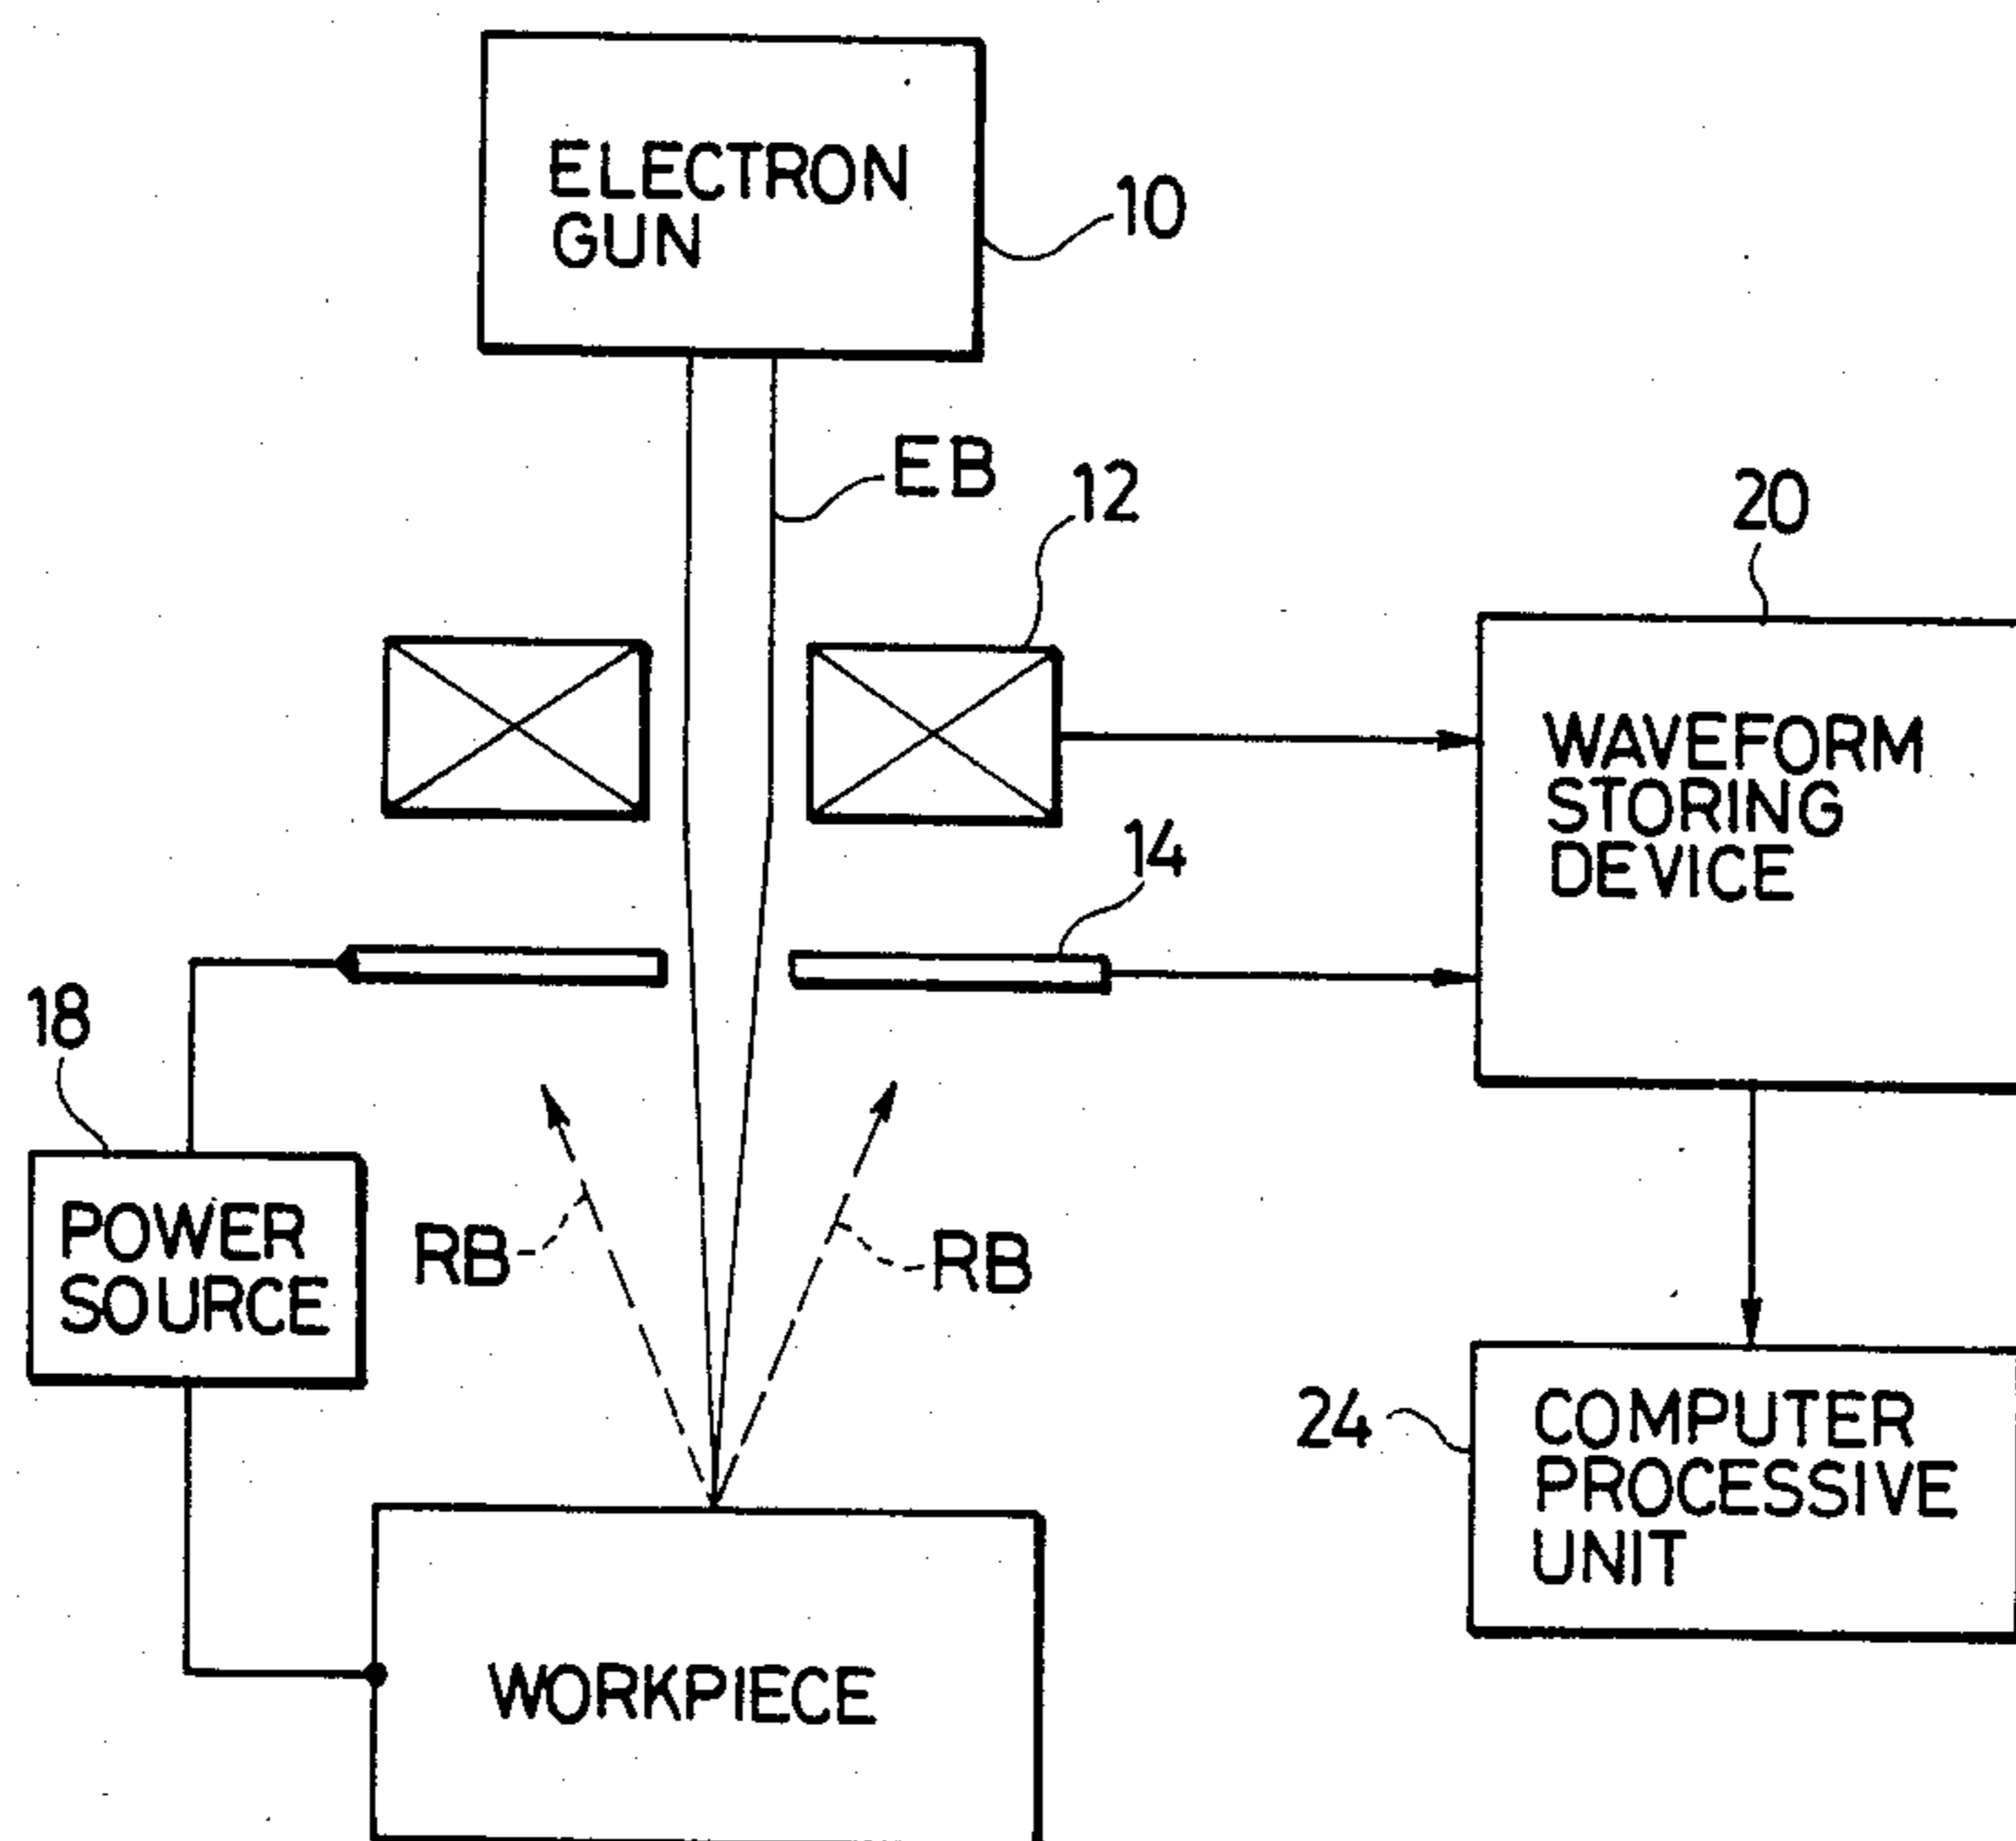 ELECTRON
GUN
10
EB
12
20
WAVEFORM
STORING
DEVICE
14
18
POWER
SOURCE
RB
RB
24
COMPUTER
PROCESSIVE
UNIT
WORKPIECE